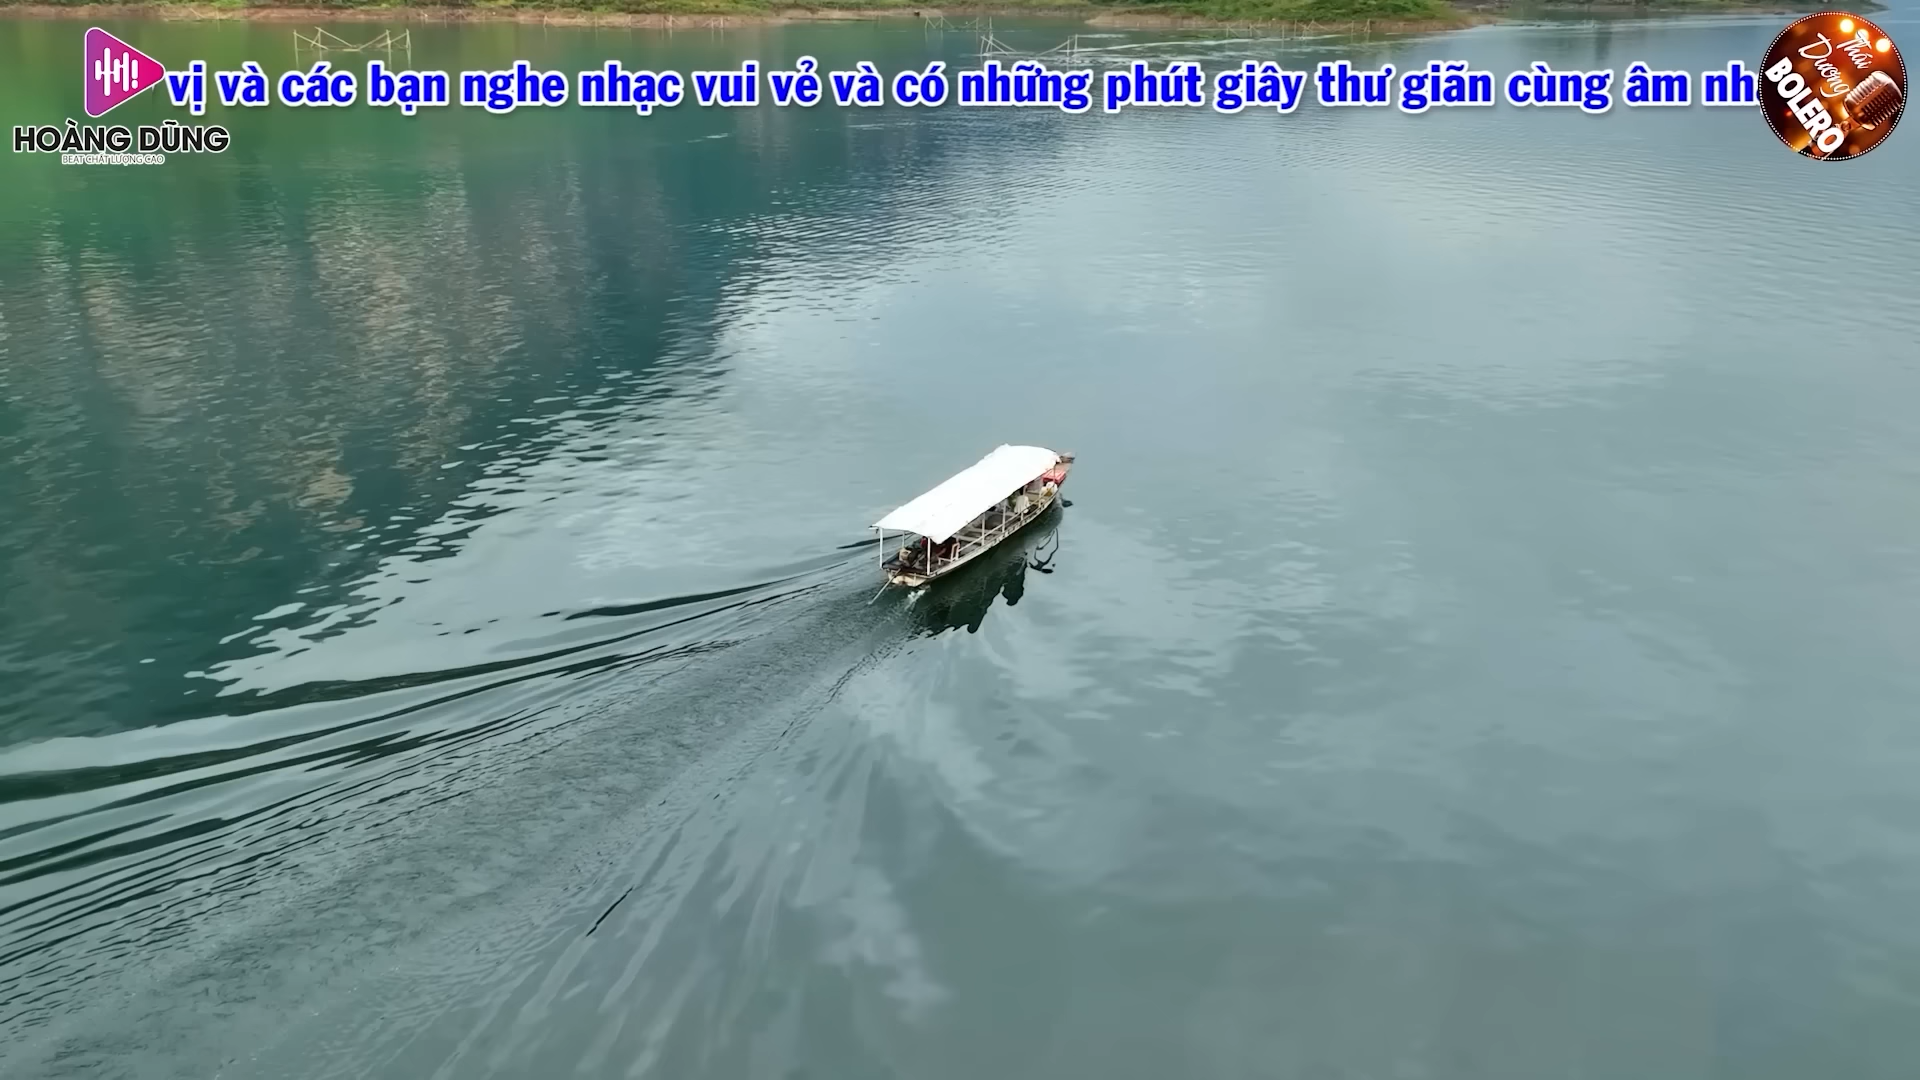 vị và các bạn nghe nhạc vui vẻ và có những phút giây thư giãn cùng âm nh
HOÀNG DŨNG
BEAT CHẤT LƯỢNG CAO
Thái
Dương
BOLERO